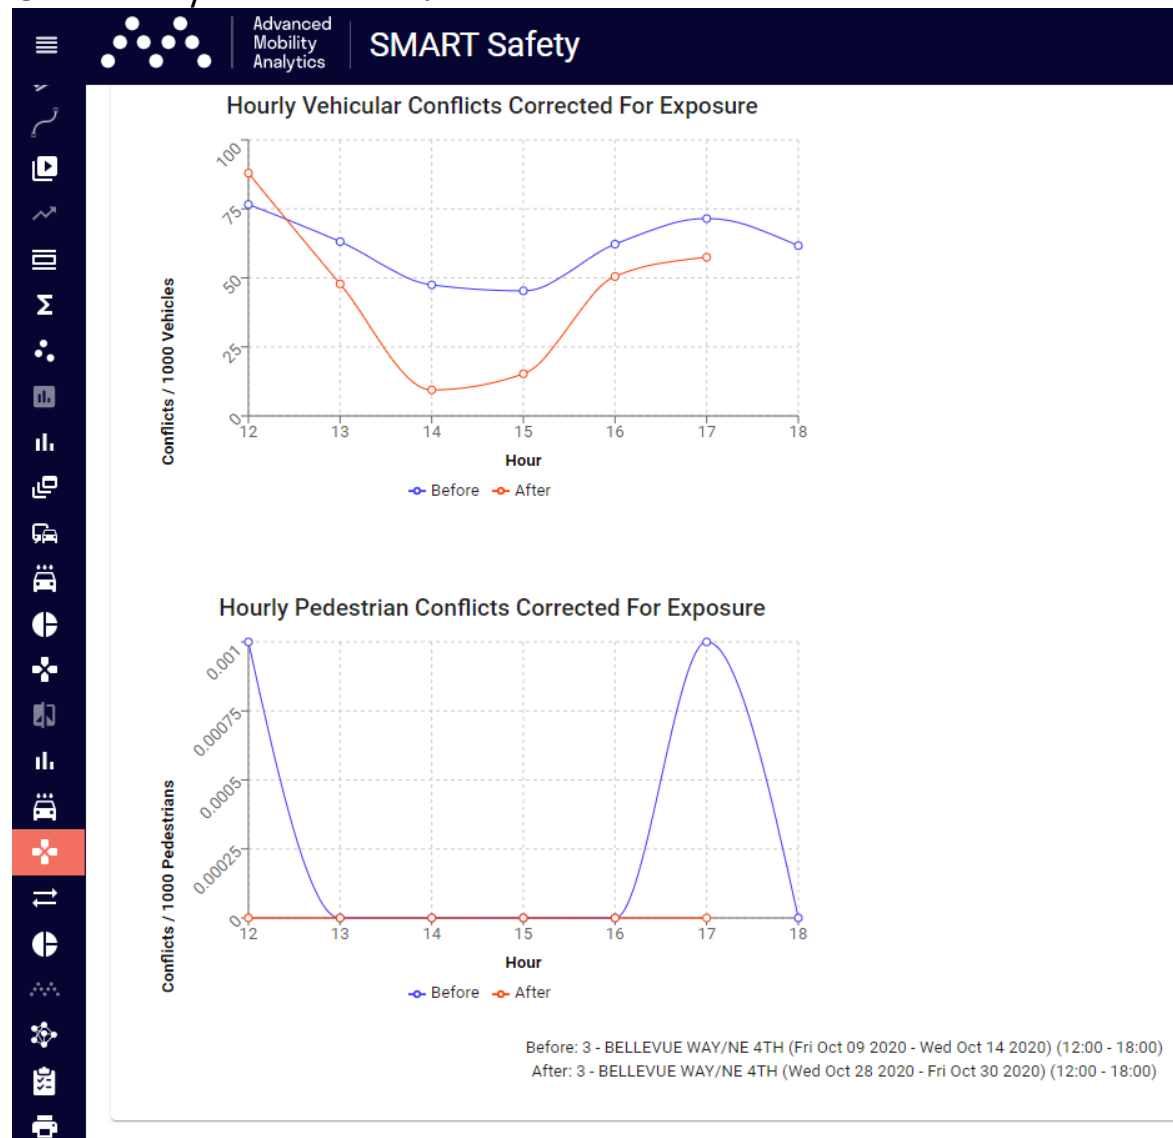 Advanced
Mobility
Analytics
SMART Safety
Hourly Vehicular Conflicts Corrected For Exposure
100
75
50
25
0
Conflicts / 1000 Vehicles
12 13 14 15 16 17 18
Hour
Before After
Hourly Pedestrian Conflicts Corrected For Exposure
0.001
0.00075
0.0005
0.00025
0
Conflicts / 1000 Pedestrians
12 13 14 15 16 17 18
Hour
Before After
Before: 3 - BELLEVUE WAY/NE 4TH (Fri Oct 09 2020 - Wed Oct 14 2020) (12:00 - 18:00)
After: 3 - BELLEVUE WAY/NE 4TH (Wed Oct 28 2020 - Fri Oct 30 2020) (12:00 - 18:00)